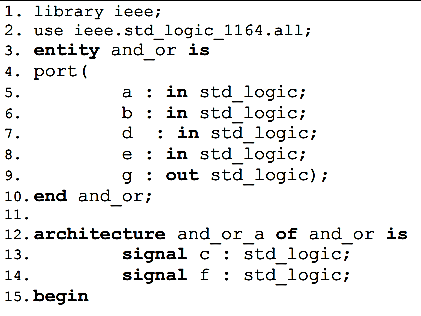 1. library ieee;
2. use ieee.std_logic_1164.all;
3. entity and_or is
4. port(
5.         a : in std_logic;
6.         b : in std_logic;
7.         d  : in std_logic;
8.         e : in std_logic;
9.         g : out std_logic);
10. end and_or;
11.
12. architecture and_or_a of and_or is
13.         signal c : std_logic;
14.         signal f : std_logic;
15. begin